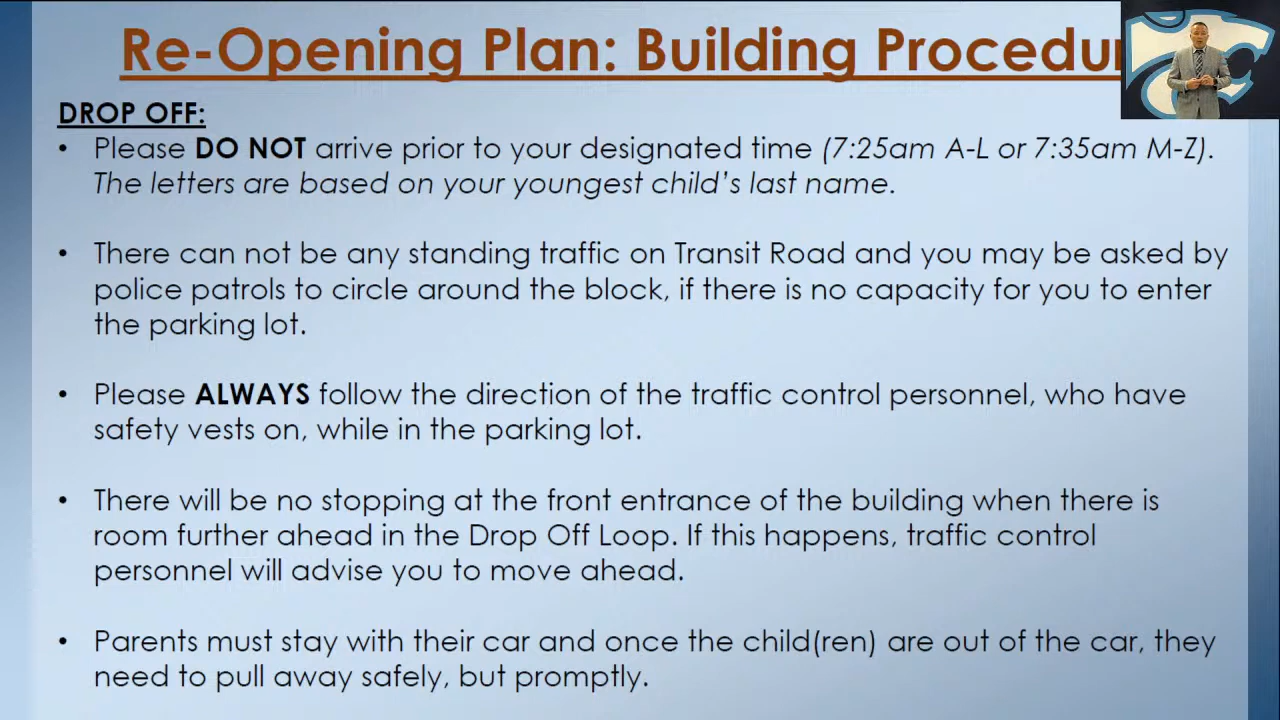 Re-Opening Plan: Building
DROP OFF:
• Please DO NOT arrive prior to your designated time (7:25am A-L or 7:35am M-Z).
The letters are based on your youngest child's last name.
• There can not be any standing traffic on Transit Road and you may be asked by
police patrols to circle around the block, if there is no capacity for you to enter
the parking lot.
• Please ALWAYS follow the direction of the traffic control personnel, who have
safety vests on, while in the parking lot.
• There will be no stopping at the front entrance of the building when there is
room further ahead in the Drop Off Loop. If this happens, traffic control
personnel will advise you to move ahead.
• Parents must stay with their car and once the child(ren) are out of the car, they
need to pull away safely, but promptly.